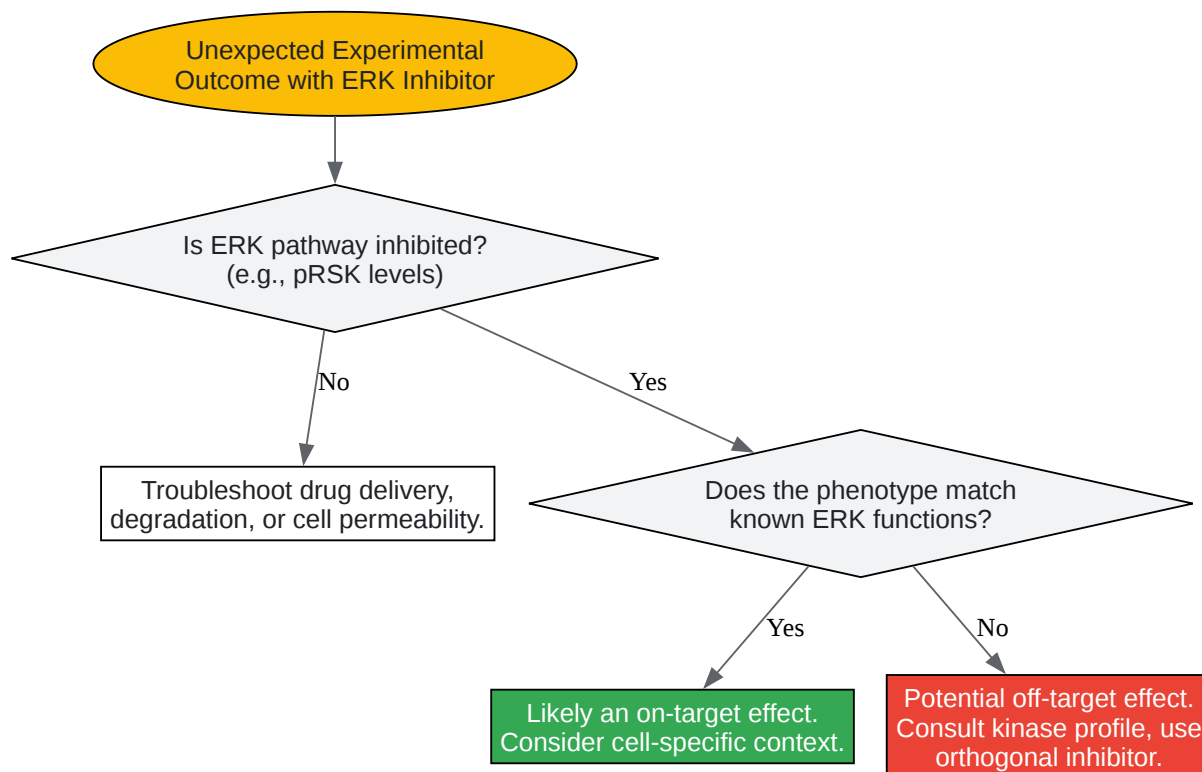 Unexpected Experimental
Outcome with ERK Inhibitor
Is ERK pathway inhibited?
(e.g., pRSK levels)
No
Yes
Troubleshoot drug delivery,
degradation, or cell permeability.
Does the phenotype match
known ERK functions?
Yes
No
Likely an on-target effect.
Consider cell-specific context.
Potential off-target effect.
Consult kinase profile, use
orthogonal inhibitor.